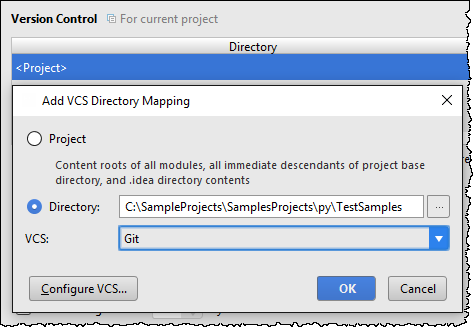 Version Control For current project
Directory
<Project>
Add VCS Directory Mapping
Project
Content roots of all modules, all immediate descendants of project base
directory, and .idea directory contents
Directory: C:\SampleProjects\SamplesProjects\py\TestSamples ...
VCS: Git
Configure VCS... OK Cancel